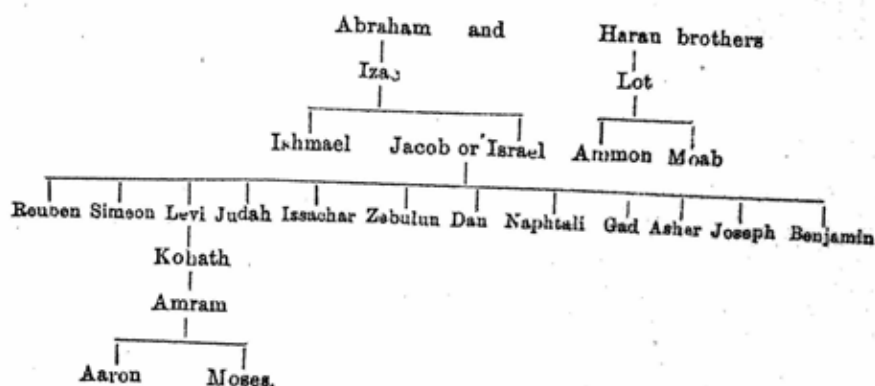 Abraham and Haran brothers
Izac Lot
Ishmael Jacob or Israel Ammon Moab
Reuben Simeon Levi Judah Issachar Zebulun Dan Naphtali Gad Asher Joseph Benjamin
Kohath
Amram
Aaron Moses.